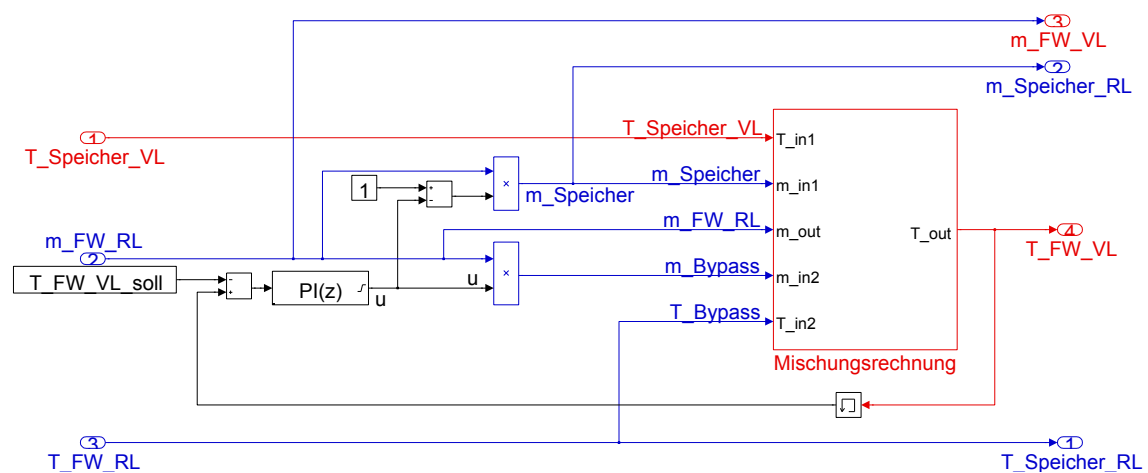 3
m_FW_VL
2
m_Speicher_RL
1
T_Speicher_VL
T_Speicher_VL
T_in1
1
+
-
×
m_Speicher
m_Speicher
m_in1
m_FW_RL
2
m_FW_RL
m_out
T_out
4
T_FW_VL
T_FW_VL_soll
-
+
PI(z)
u
u
×
m_Bypass
m_in2
T_Bypass
T_in2
Mischungsrechnung
3
T_FW_RL
1
T_Speicher_RL